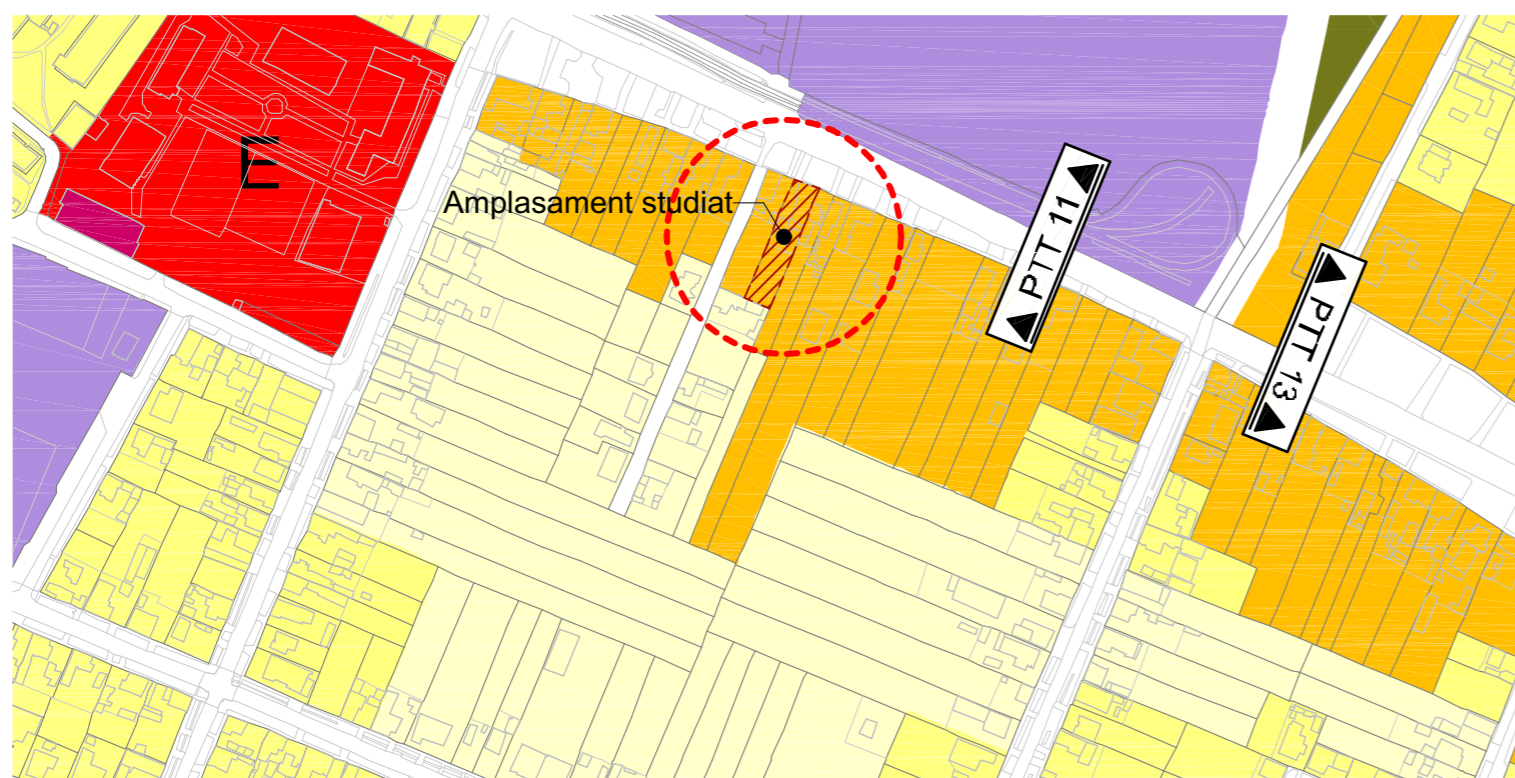 E
Amplasament studiat
▲ PTT 11 ▲
▲ PTT 13 ▲